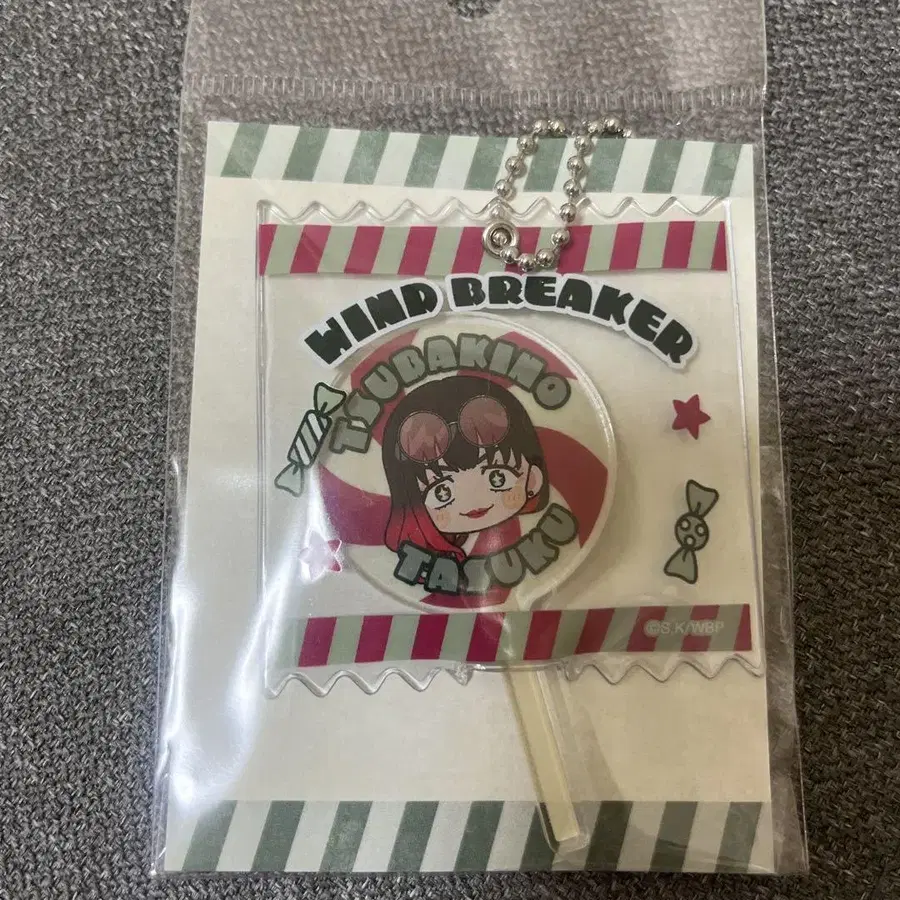 WIND BREAKER
TSUBAKINO
TASUKU
©S.K/WBP